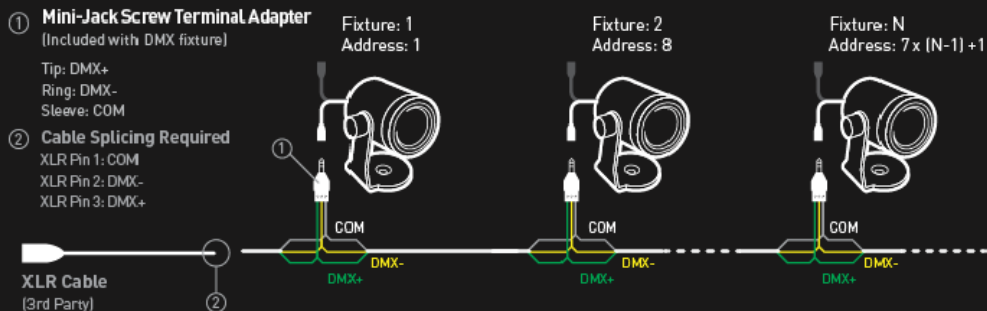 ① Mini-Jack Screw Terminal Adapter
(Included with DMX fixture)
Tip: DMX+
Ring: DMX-
Sleeve: COM
② Cable Splicing Required
XLR Pin 1: COM
XLR Pin 2: DMX-
XLR Pin 3: DMX+
XLR Cable
(3rd Party)
②
Fixture: 1
Address: 1
①
COM
DMX-
DMX+
Fixture: 2
Address: 8
COM
DMX-
DMX+
Fixture: N
Address: 7 x (N-1) +1
COM
DMX-
DMX+